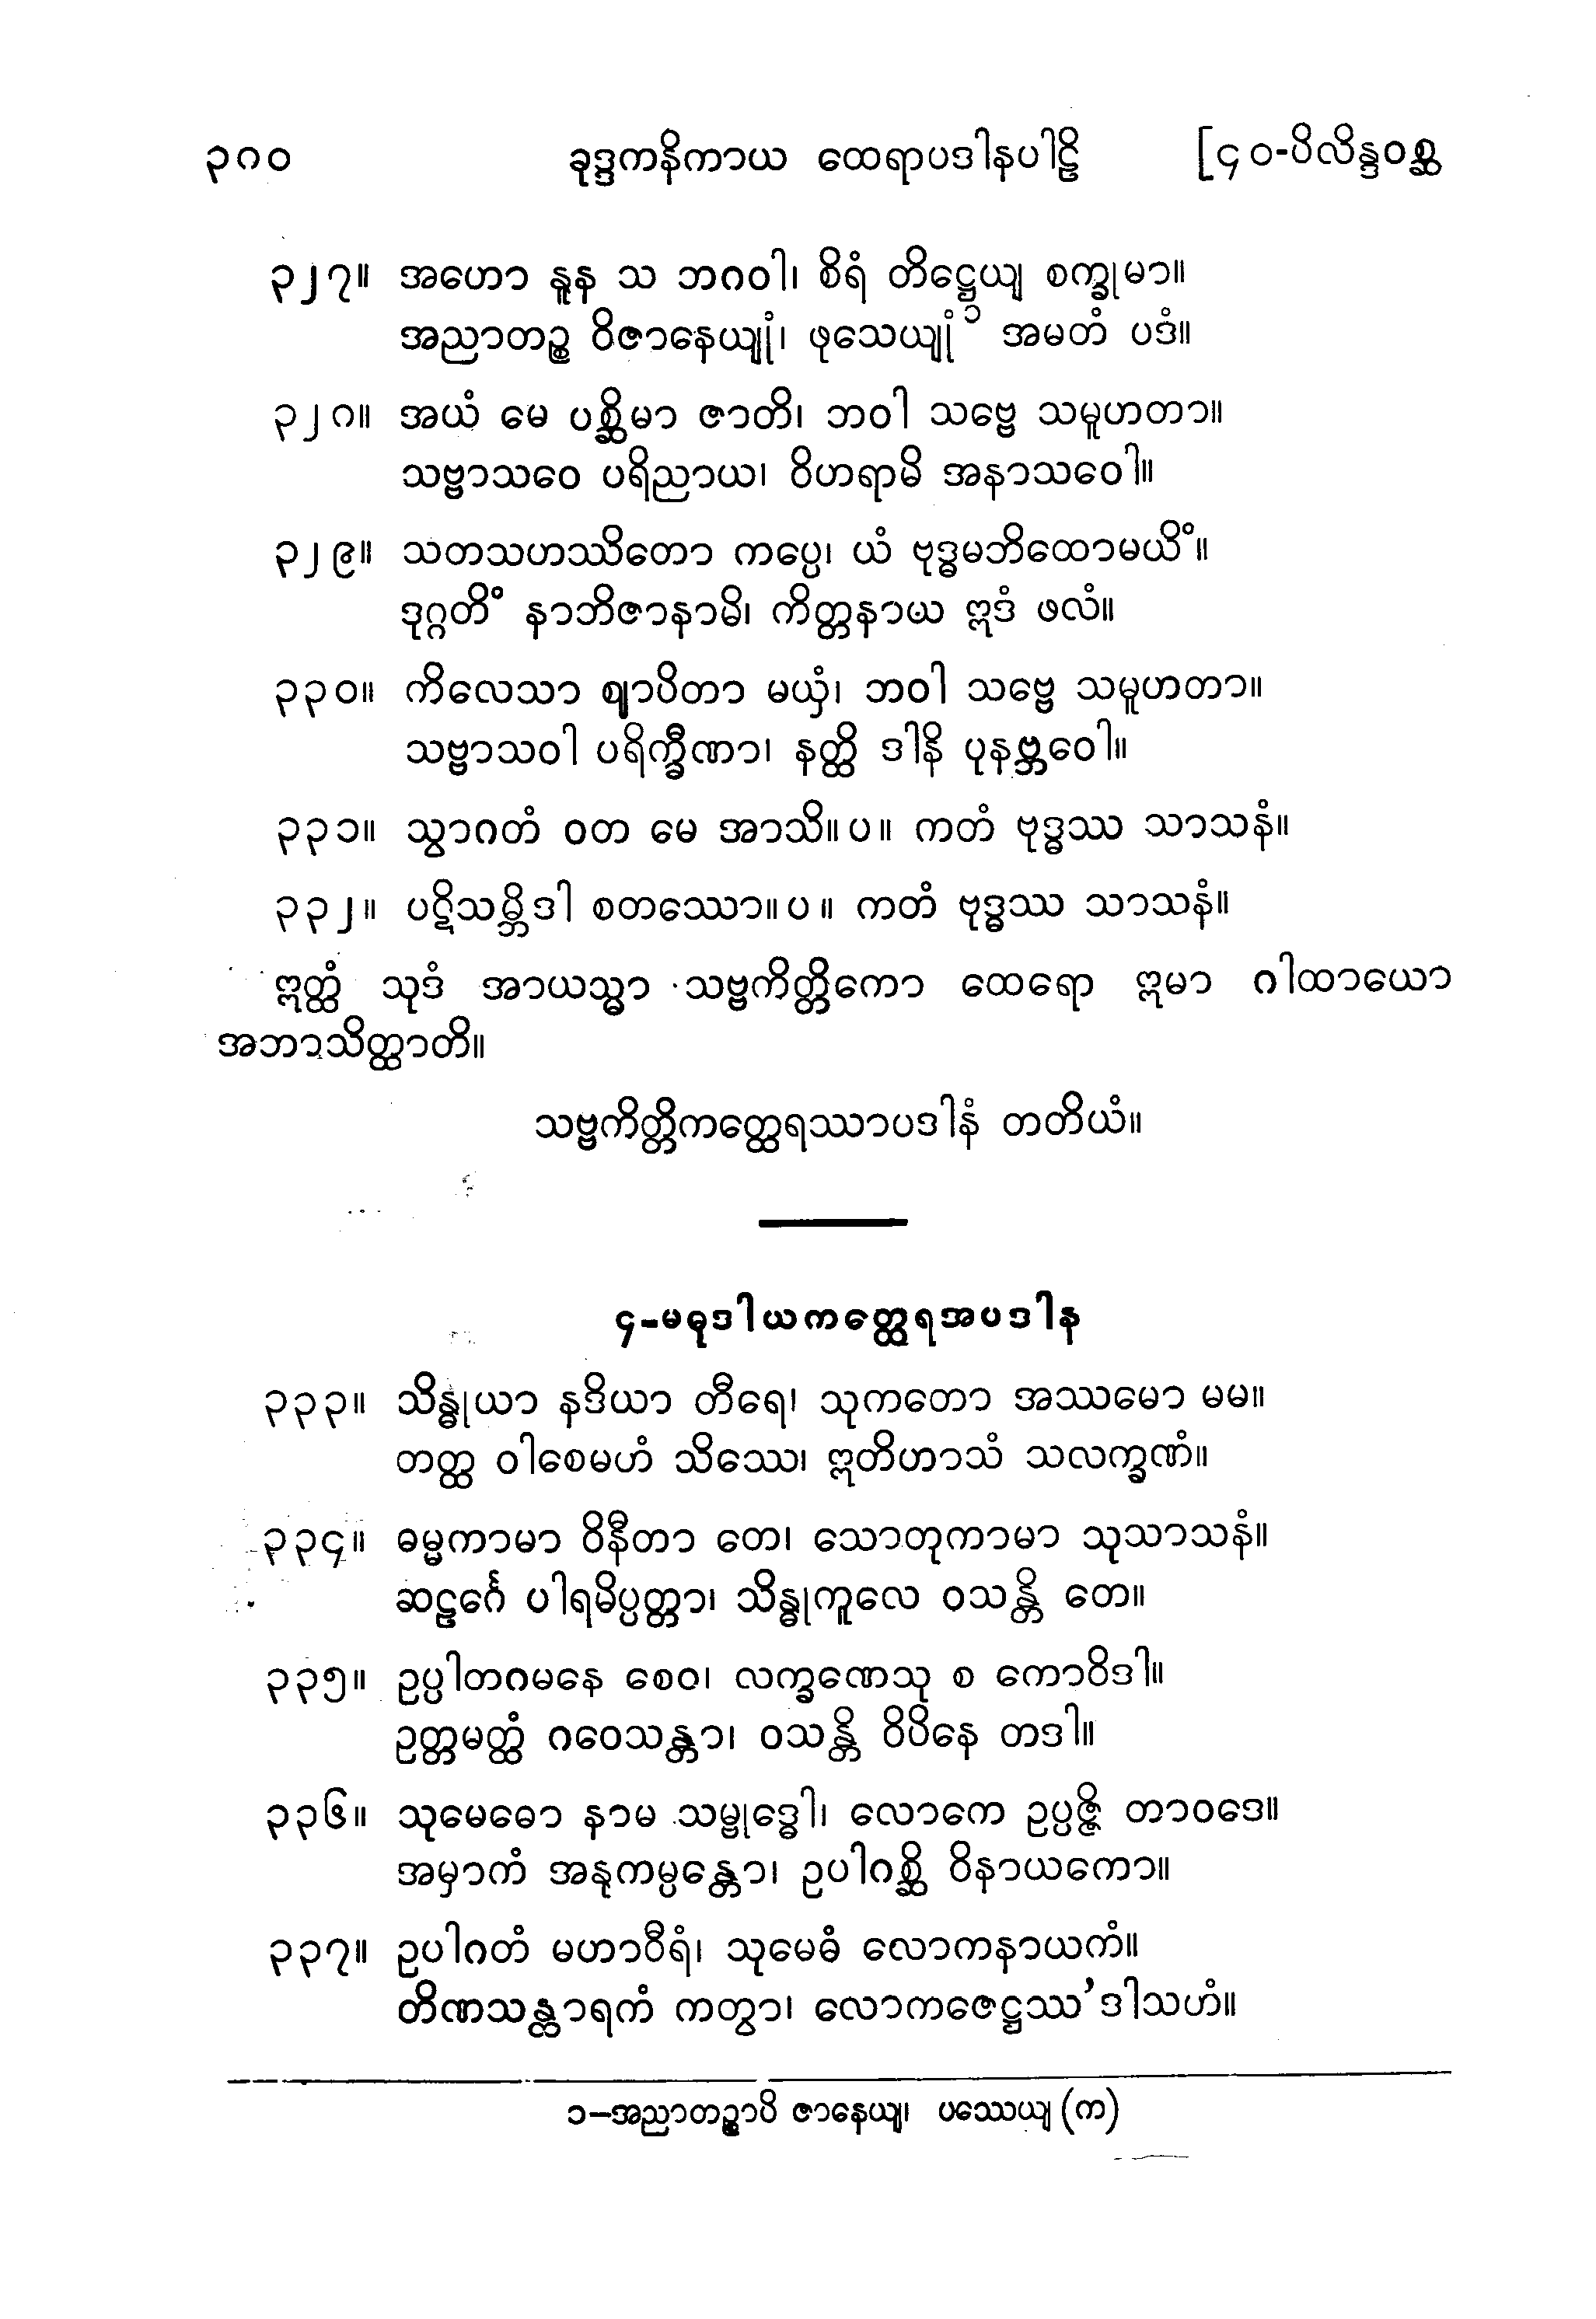 ၃၈၀ ခုဒ္ဒကနိကာယ ထေရာပဒါနပါဠိ [၄၀-ပိလိန္ဒဝစ္ဆ
၃၂၇။ အဟော နူန သ ဘဂဝါ၊ စိရံ တိဋ္ဌေယျ စက္ခုမာ။
အညာတဉ္စ ဝိဇာနေယျုံ၊ ဖုသေယျုံ ၁ အမတံ ပဒံ။
၃၂၈။ အယံ မေ ပစ္ဆိမာ ဇာတိ၊ ဘဝါ သဗ္ဗေ သမူဟတာ။
သဗ္ဗာသဝေ ပရိညာယ၊ ဝိဟရာမိ အနာသဝေါ။
၃၂၉။ သတသဟဿိတော ကပ္ပေ၊ ယံ ဗုဒ္ဓမဘိထောမယိံ။
ဒုဂ္ဂတိံ နာဘိဇာနာမိ၊ ကိတ္တနာယ ဣဒံ ဖလံ။
၃၃၀။ ကိလေသာ ဈာပိတာ မယှံ၊ ဘဝါ သဗ္ဗေ သမူဟတာ။
သဗ္ဗာသဝါ ပရိက္ခီဏာ၊ နတ္ထိ ဒါနိ ပုနဗ္ဘဝေါ။
၃၃၁။ သွာဂတံ ဝတ မေ အာသိ။ပ။ ကတံ ဗုဒ္ဓဿ သာသနံ။
၃၃၂။ ပဋိသမ္ဘိဒါ စတဿော။ပ။ ကတံ ဗုဒ္ဓဿ သာသနံ။
ဣတ္ထံ သုဒံ အာယသ္မာ သဗ္ဗကိတ္တိကော ထေရော ဣမာ ဂါထာယော
အဘာသိတ္ထာတိ။
သဗ္ဗကိတ္တိကတ္ထေရဿာပဒါနံ တတိယံ။
၄-မဓုဒါယကတ္ထေရအပဒါန
၃၃၃။ သိန္ဓုယာ နဒိယာ တီရေ၊ သုကတော အဿမော မမ။
တတ္ထ ဝါစေမဟံ သိဿေ၊ ဣတိဟာသံ သလက္ခဏံ။
၃၃၄။ ဓမ္မကာမာ ဝိနီတာ တေ၊ သောတုကာမာ သုသာသနံ။
ဆဠင်္ဂေ ပါရမိပ္ပတ္တာ၊ သိန္ဓုကူလေ ဝသန္တိ တေ။
၃၃၅။ ဥပ္ပါတဂမနေ စေဝ၊ လက္ခဏေသု စ ကောဝိဒါ။
ဥတ္တမတ္ထံ ဂဝေသန္တာ၊ ဝသန္တိ ဝိပိနေ တဒါ။
၃၃၆။ သုမေဓော နာမ သမ္ဗုဒ္ဓေါ၊ လောကေ ဥပ္ပဇ္ဇိ တာဝဒေ။
အမှာကံ အနုကမ္ပန္တော၊ ဥပါဂစ္ဆိ ဝိနာယကော။
၃၃၇။ ဥပါဂတံ မဟာဝီရံ၊ သုမေဓံ လောကနာယကံ။
တိဏသန္ထာရကံ ကတွာ၊ လောကဇေဋ္ဌဿ’ဒါသဟံ။
၁–အညာတဉ္စာပိ ဇာနေယျ၊ ပဿေယျ (က)